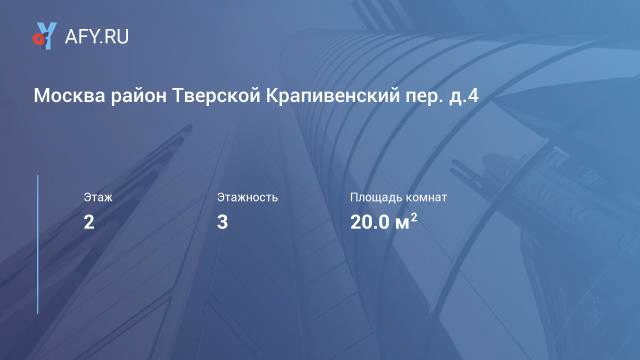 AFY.RU
Москва район Тверской Крапивенский пер. д.4
Этаж Этажность Площадь комнат
2 3 20.0 м²